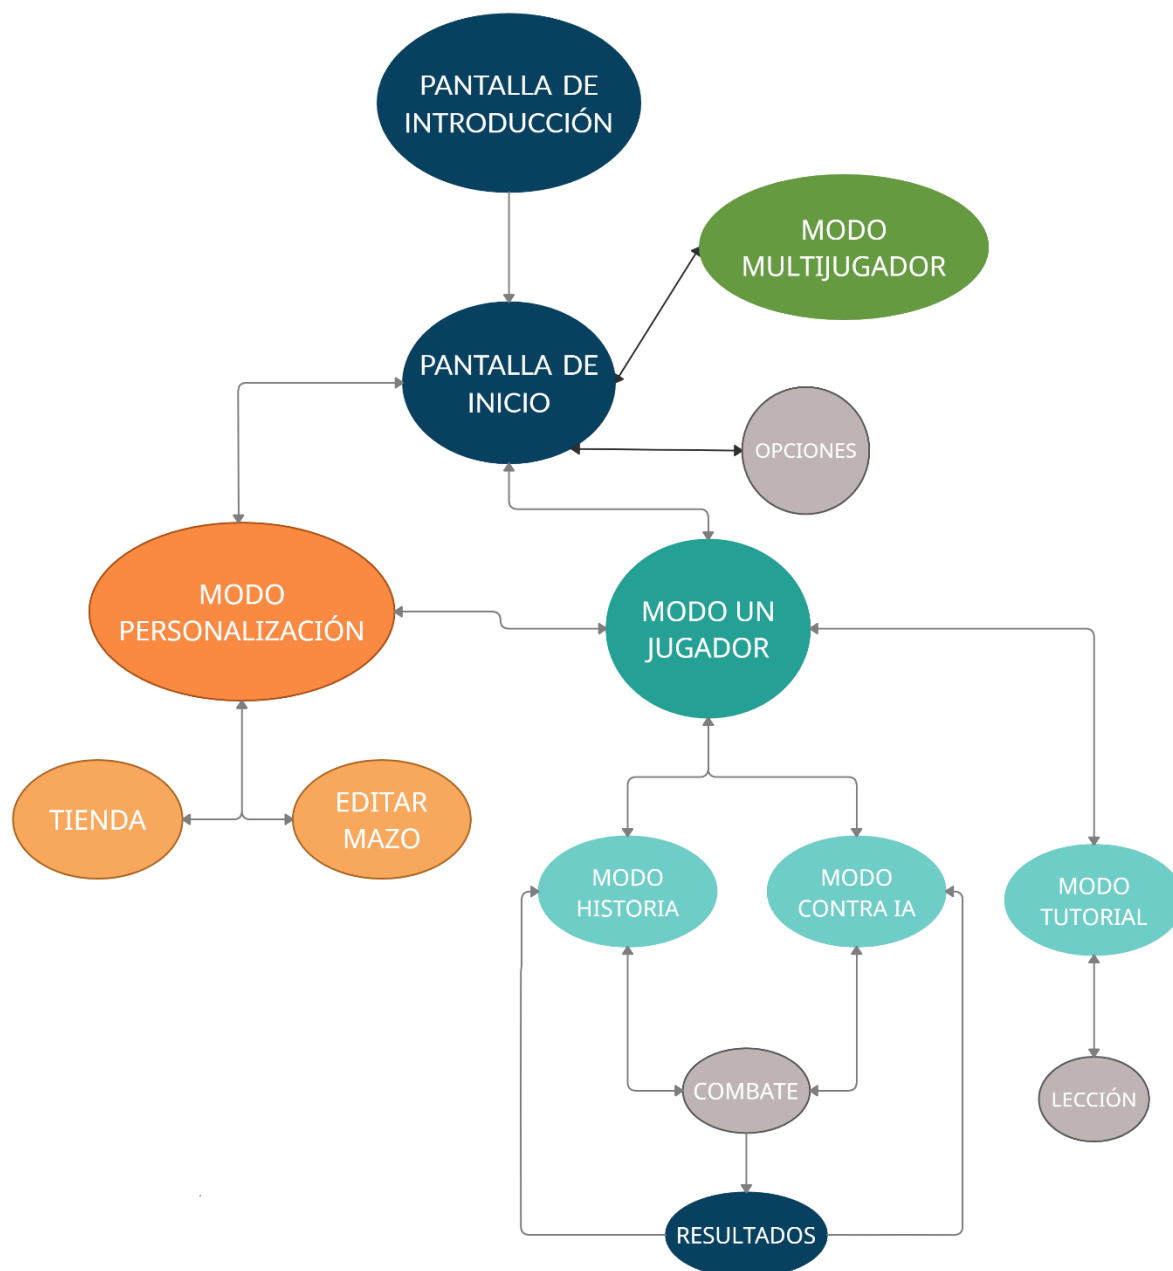 PANTALLA DE
INTRODUCCIÓN
MODO
MULTIJUGADOR
PANTALLA DE
INICIO
OPCIONES
MODO
PERSONALIZACIÓN
MODO UN
JUGADOR
TIENDA
EDITAR
MAZO
MODO
HISTORIA
MODO
CONTRA IA
MODO
TUTORIAL
COMBATE
LECCIÓN
RESULTADOS